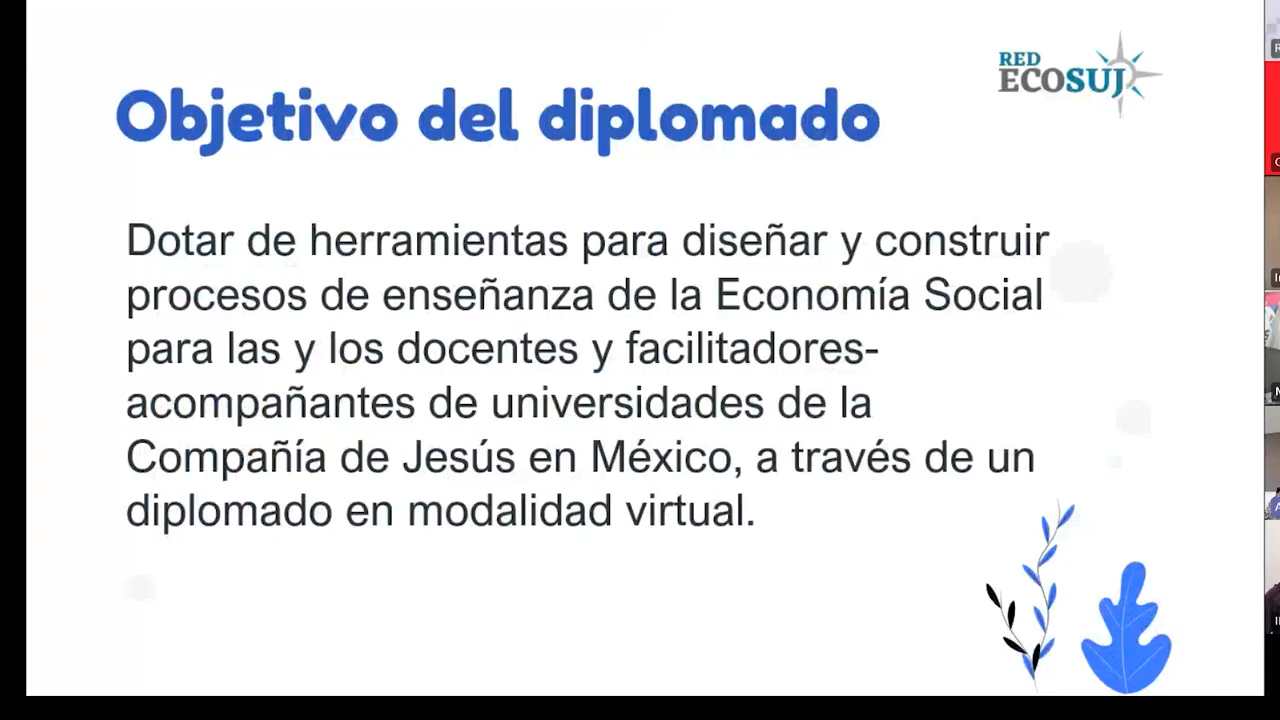 RED
ECOSUJ
Objetivo del diplomado
Dotar de herramientas para diseñar y construir
procesos de enseñanza de la Economía Social
para las y los docentes y facilitadores-
acompañantes de universidades de la
Compañía de Jesús en México, a través de un
diplomado en modalidad virtual.